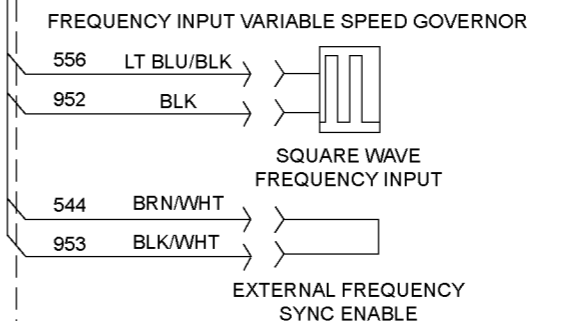 FREQUENCY INPUT VARIABLE SPEED GOVERNOR
556 LT BLU/BLK
952 BLK
SQUARE WAVE
FREQUENCY INPUT
544 BRN/WHT
953 BLK/WHT
EXTERNAL FREQUENCY
SYNC ENABLE